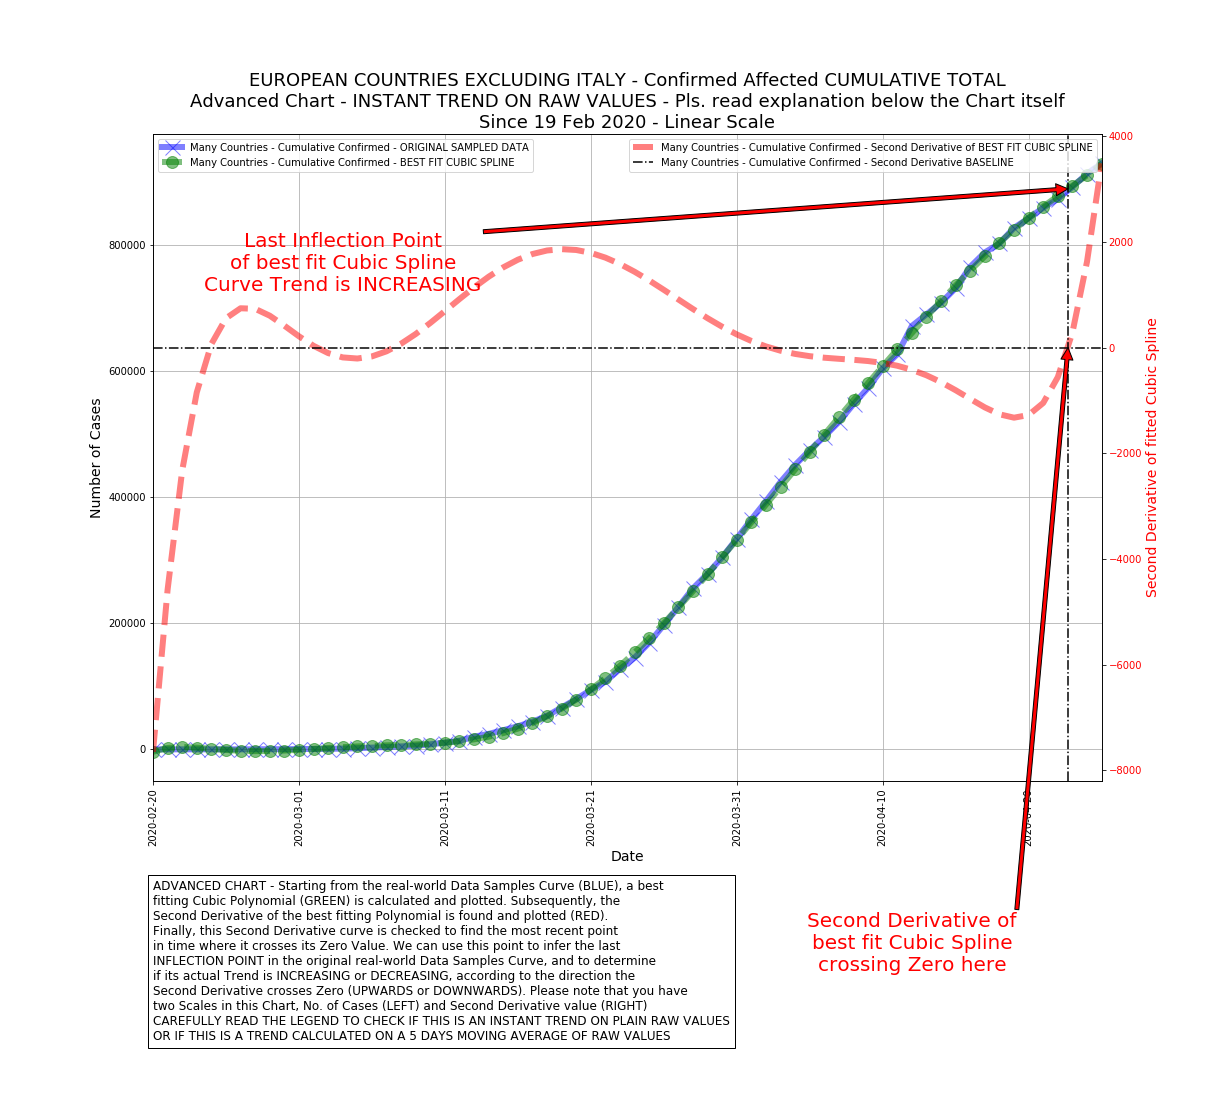 EUROPEAN COUNTRIES EXCLUDING ITALY - Confirmed Affected CUMULATIVE TOTAL
Advanced Chart - INSTANT TREND ON RAW VALUES - Pls. read explanation below the Chart itself
Since 19 Feb 2020 - Linear Scale
Many Countries - Cumulative Confirmed - ORIGINAL SAMPLED DATA
Many Countries - Cumulative Confirmed - BEST FIT CUBIC SPLINE
Many Countries - Cumulative Confirmed - Second Derivative of BEST FIT CUBIC SPLINE
Many Countries - Cumulative Confirmed - Second Derivative BASELINE
Last Inflection Point
of best fit Cubic Spline
Curve Trend is INCREASING
Number of Cases
800000
600000
400000
200000
0
4000
2000
0
−2000
−4000
−6000
−8000
Second Derivative of fitted Cubic Spline
2020-02-20
2020-03-01
2020-03-11
2020-03-21
2020-03-31
2020-04-10
2020-04-20
Date
ADVANCED CHART - Starting from the real-world Data Samples Curve (BLUE), a best
fitting Cubic Polynomial (GREEN) is calculated and plotted. Subsequently, the
Second Derivative of the best fitting Polynomial is found and plotted (RED).
Finally, this Second Derivative curve is checked to find the most recent point
in time where it crosses its Zero Value. We can use this point to infer the last
INFLECTION POINT in the original real-world Data Samples Curve, and to determine
if its actual Trend is INCREASING or DECREASING, according to the direction the
Second Derivative crosses Zero (UPWARDS or DOWNWARDS). Please note that you have
two Scales in this Chart, No. of Cases (LEFT) and Second Derivative value (RIGHT)
CAREFULLY READ THE LEGEND TO CHECK IF THIS IS AN INSTANT TREND ON PLAIN RAW VALUES
OR IF THIS IS A TREND CALCULATED ON A 5 DAYS MOVING AVERAGE OF RAW VALUES
Second Derivative of
best fit Cubic Spline
crossing Zero here